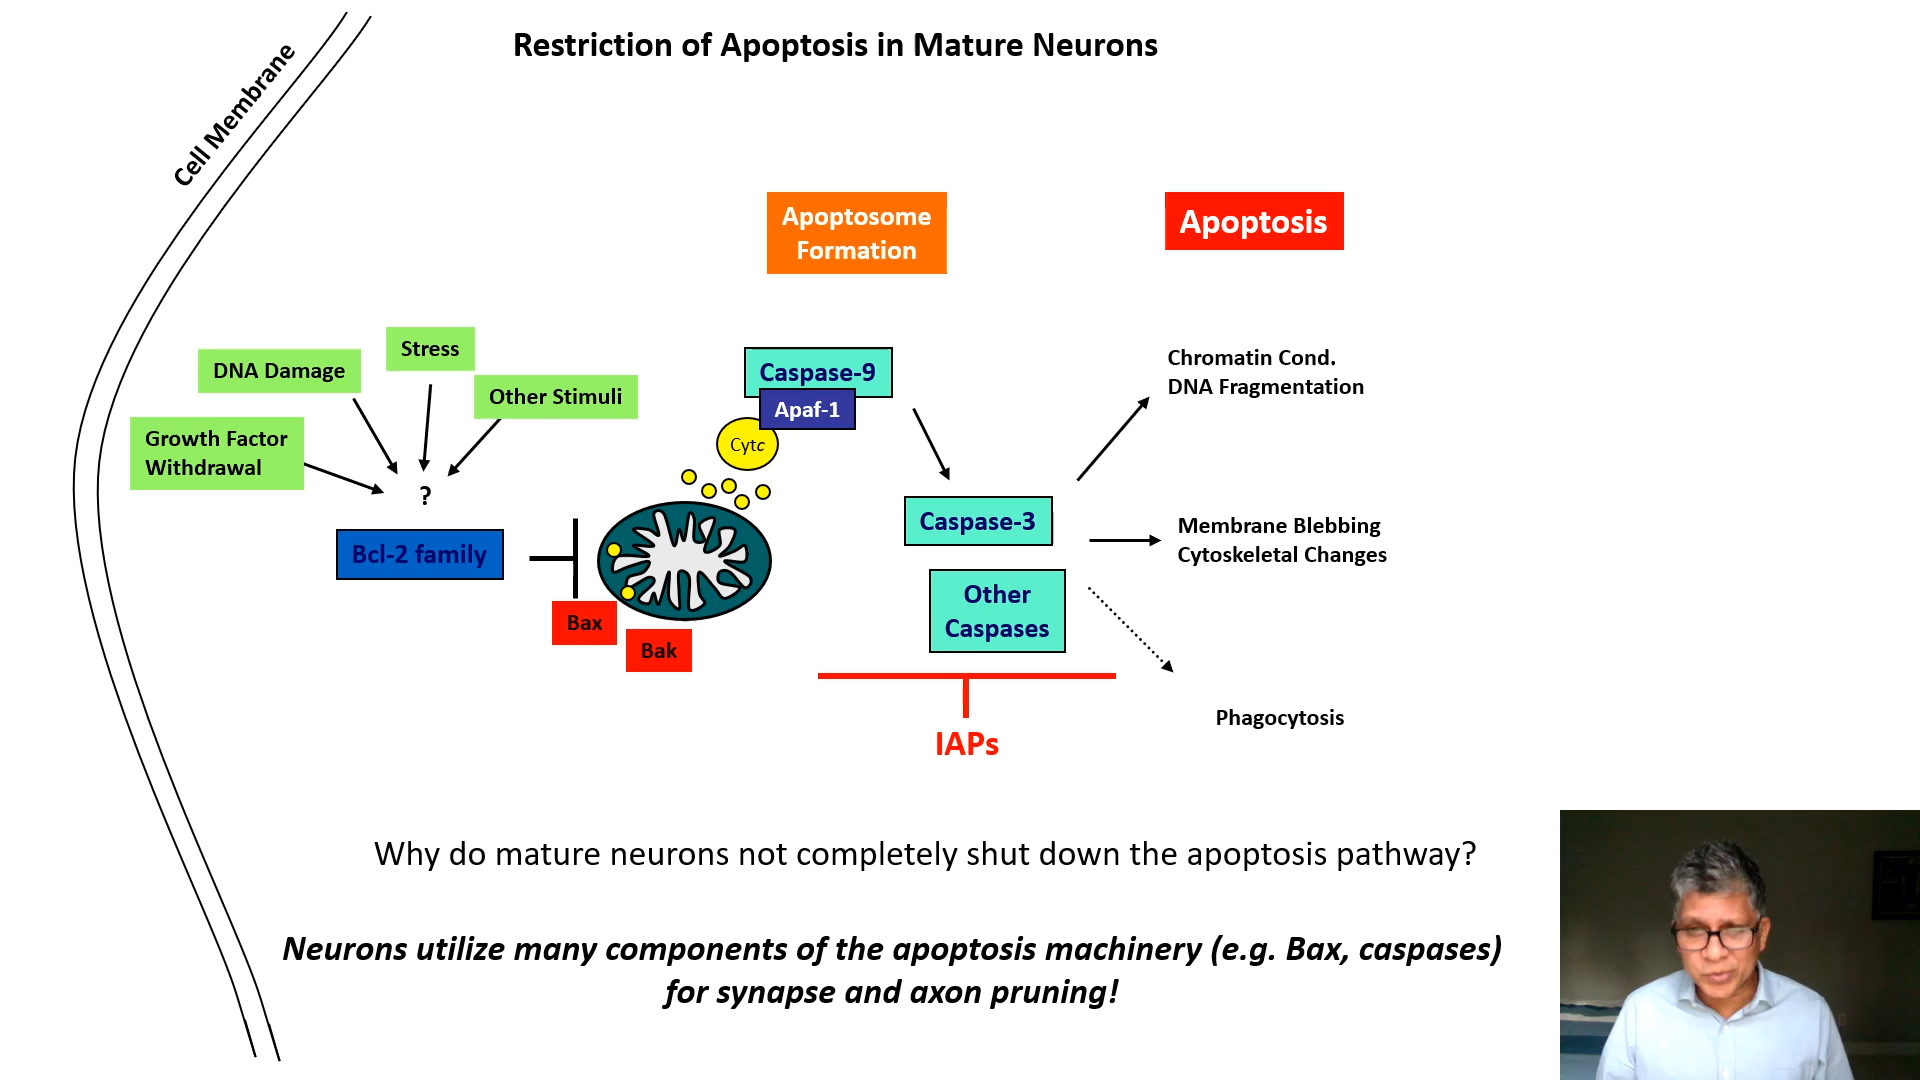 Restriction of Apoptosis in Mature Neurons
Cell Membrane
Apoptosome
Formation
Apoptosis
DNA Damage
Stress
Other Stimuli
Growth Factor
Withdrawal
?
Bcl-2 family
Bax
Bak
Caspase-9
Apaf-1
Cytc
Caspase-3
Other
Caspases
IAPs
Chromatin Cond.
DNA Fragmentation
Membrane Blebbing
Cytoskeletal Changes
Phagocytosis
Why do mature neurons not completely shut down the apoptosis pathway?
Neurons utilize many components of the apoptosis machinery (e.g. Bax, caspases)
for synapse and axon pruning!